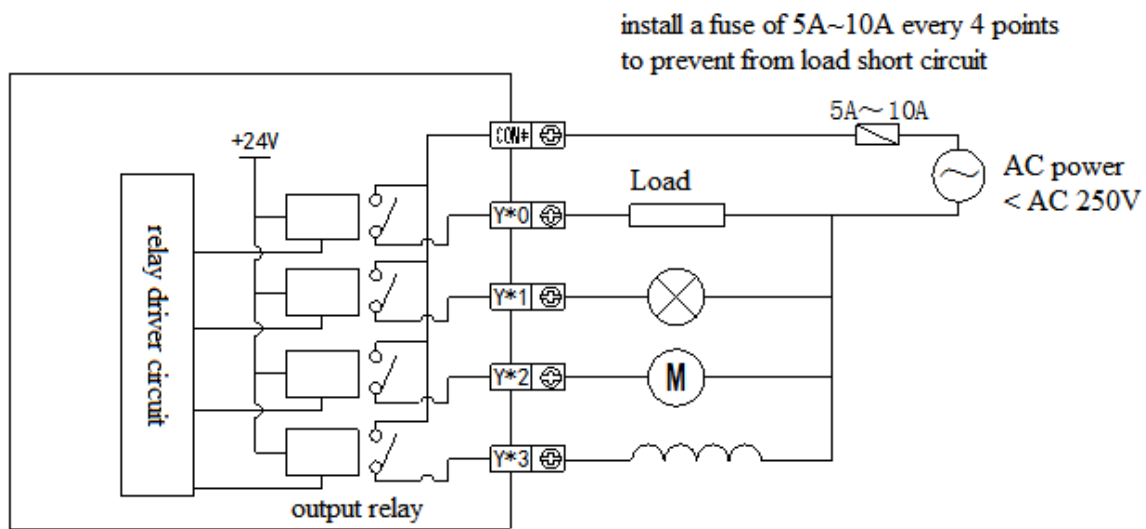 install a fuse of 5A~10A every 4 points
to prevent from load short circuit
5A～10A
CON#
+24V
AC power
< AC 250V
Load
Y*0
relay driver circuit
Y*1
M
Y*2
Y*3
output relay